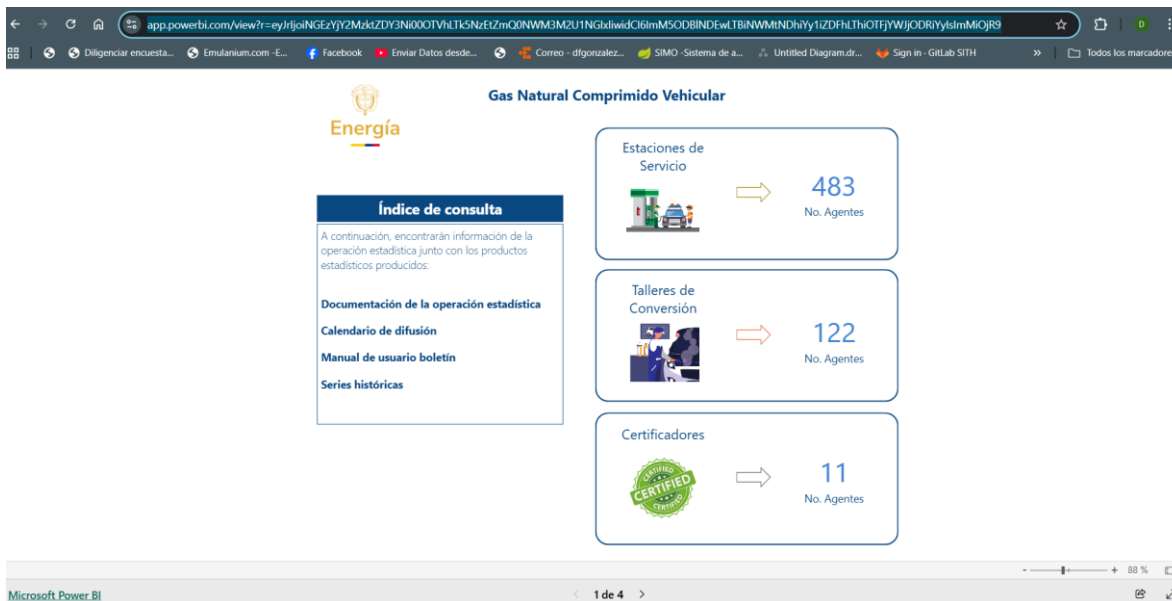 app.powerbi.com/view?r=eyJrIjoiNGEzYjY2MzktZDY3Ni00OTVhLTk5NzEtZmQ0NWM3M2U1NGIxIiwidCI6ImM5ODBlNDEwLTBiNWMtNDhiYy1iZDFhLThiOTFjYWJjODRiYyIsImMiOjR9
D
Diligenciar encuesta...
Emulanium.com -E...
Facebook
Enviar Datos desde...
Correo - dfgonzalez...
SIMO -Sistema de a...
Untitled Diagram.dr...
Sign in · GitLab SITH
»
Todos los marcadore
Energía
Gas Natural Comprimido Vehicular
Índice de consulta
A continuación, encontrarán información de la
operación estadística junto con los productos
estadísticos producidos:
Documentación de la operación estadística
Calendario de difusión
Manual de usuario boletín
Series históricas
Estaciones de
Servicio
483
No. Agentes
Talleres de
Conversión
122
No. Agentes
Certificadores
CERTIFIED
CERTIFIED
CERTIFIED
11
No. Agentes
- + 88 %
Microsoft Power BI
< 1 de 4 >